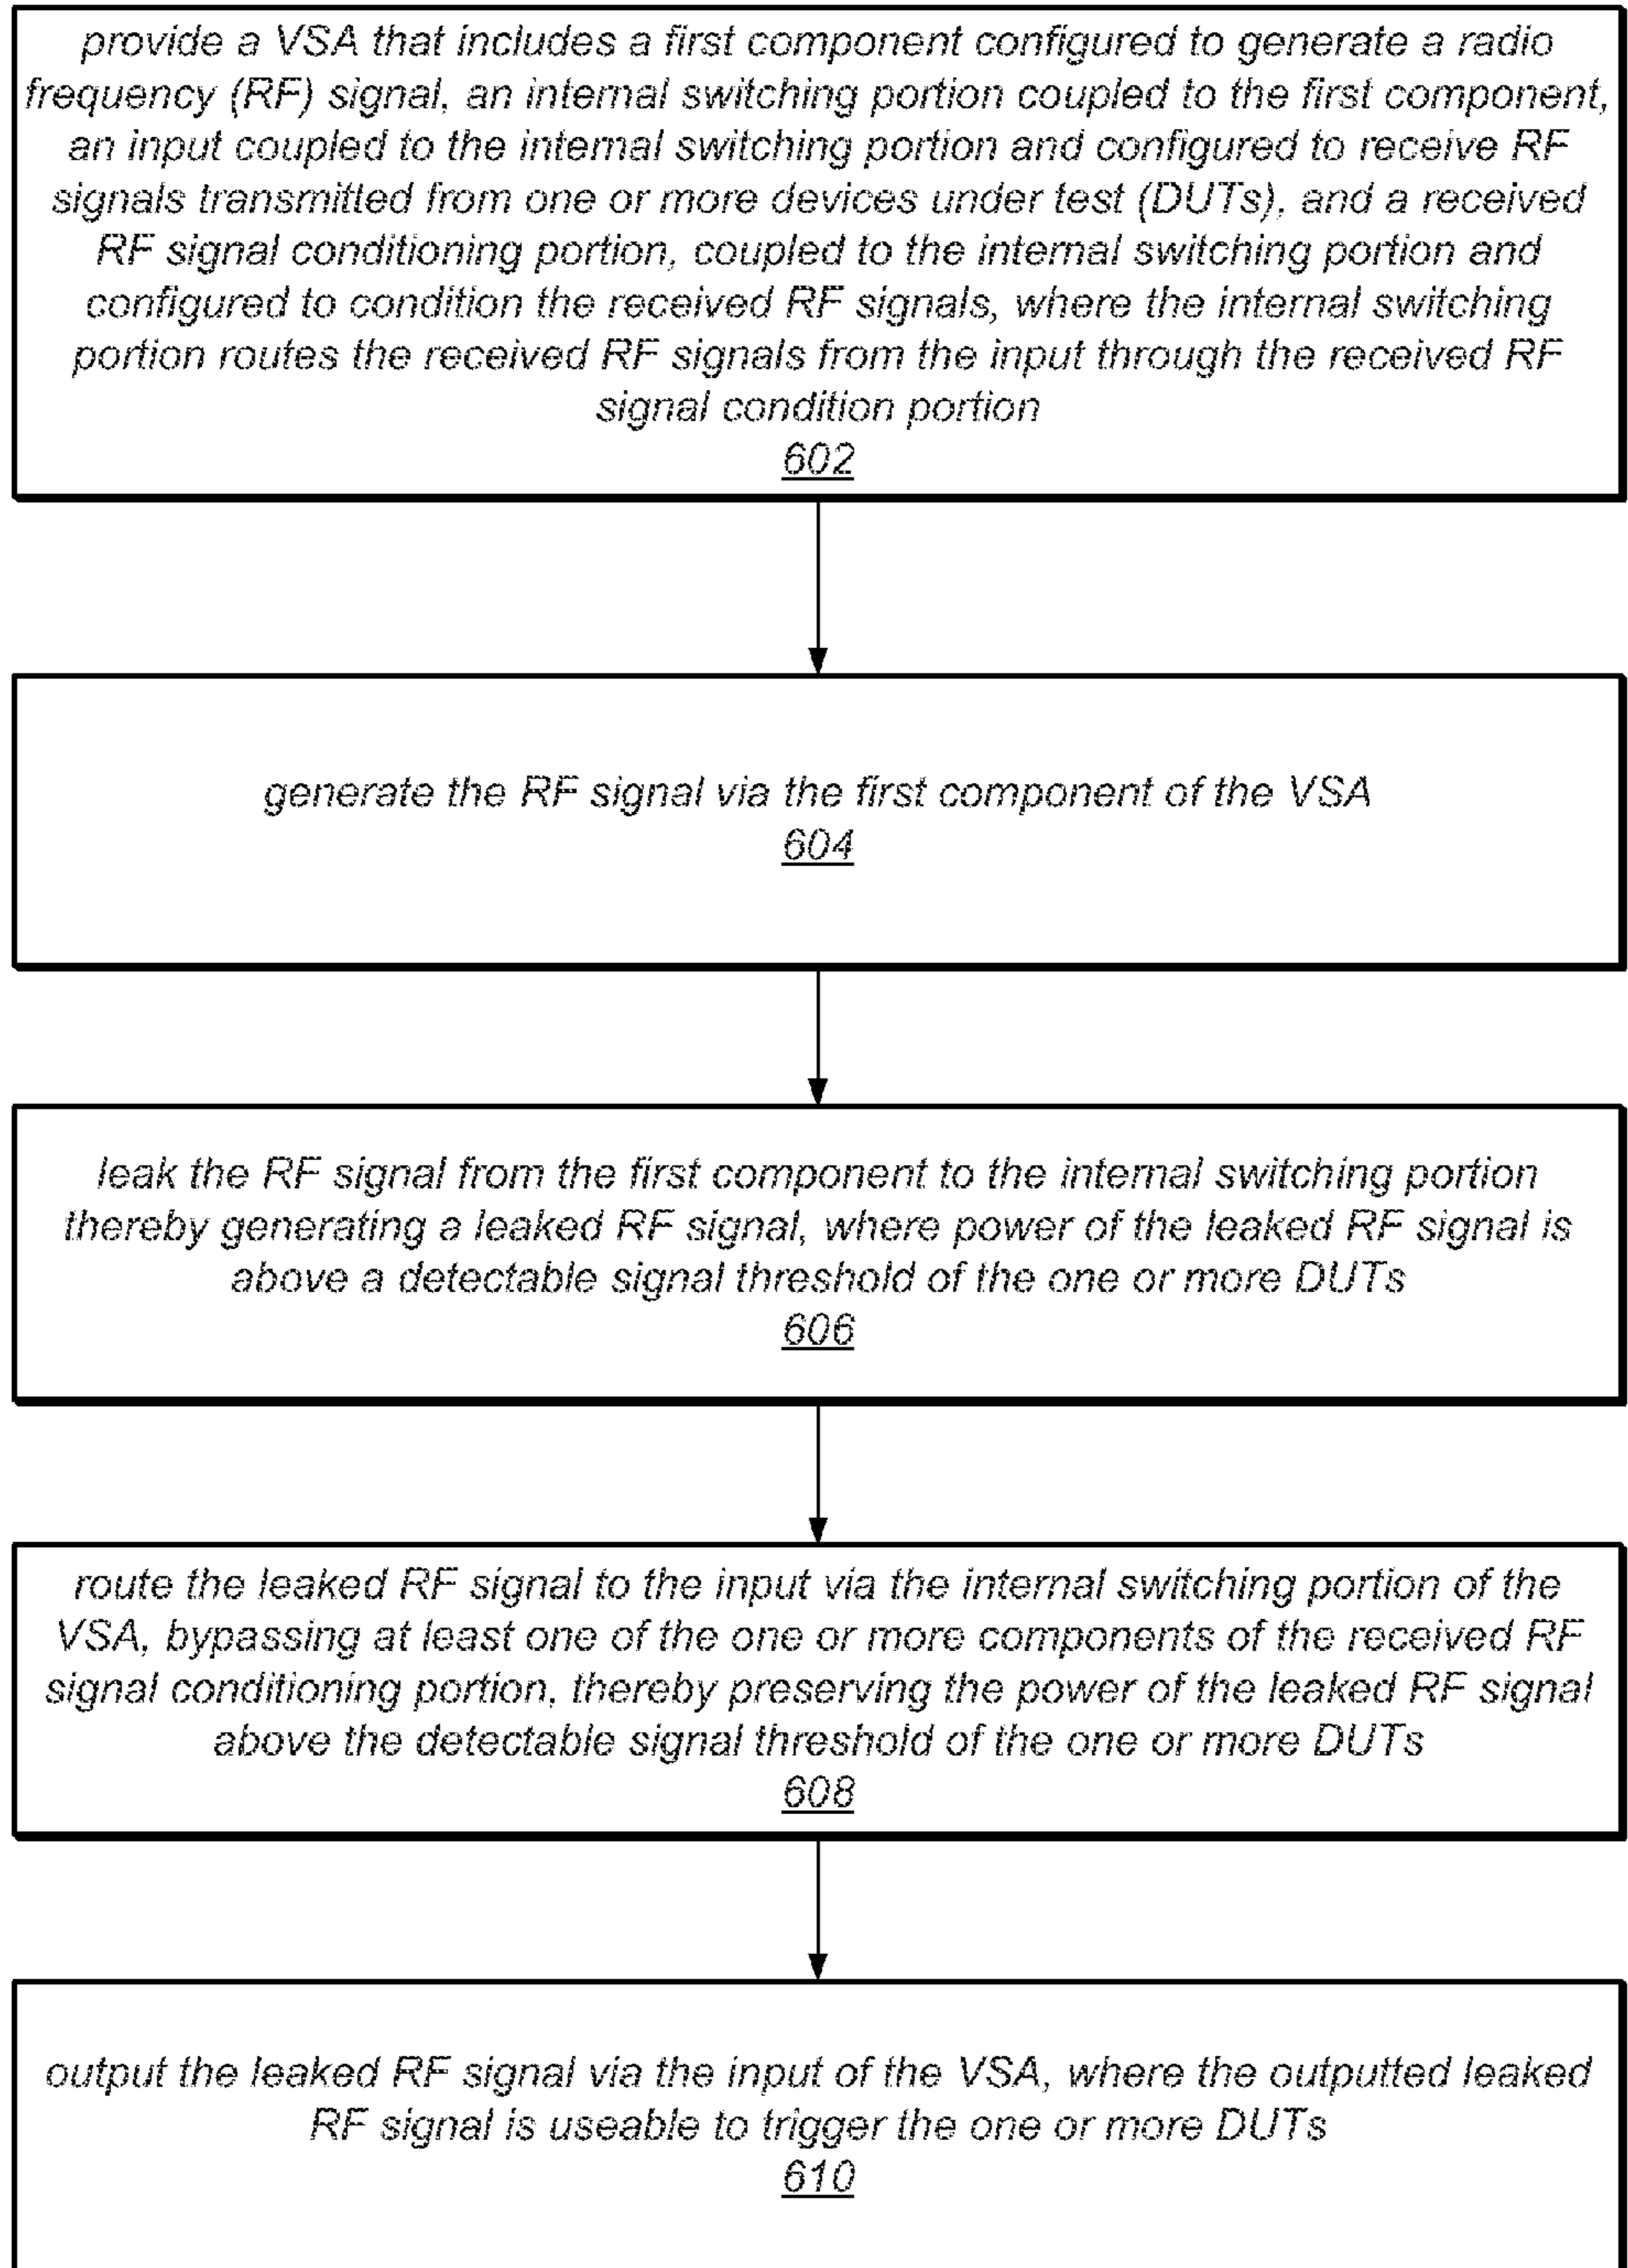 provide a VSA that includes a first component configured to generate a radio
frequency (RF) signal, an internal switching portion coupled to the first component,
an input coupled to the internal switching portion and configured to receive RF
signals transmitted from one or more devices under test (DUTs), and a received
RF signal conditioning portion, coupled to the internal switching portion and
configured to condition the received RF signals, where the internal switching
portion routes the received RF signals from the input through the received RF
signal condition portion
602
generate the RF signal via the first component of the VSA
604
leak the RF signal from the first component to the internal switching portion
thereby generating a leaked RF signal, where power of the leaked RF signal is
above a detectable signal threshold of the one or more DUTs
606
route the leaked RF signal to the input via the internal switching portion of the
VSA, bypassing at least one of the one or more components of the received RF
signal conditioning portion, thereby preserving the power of the leaked RF signal
above the detectable signal threshold of the one or more DUTs
608
output the leaked RF signal via the input of the VSA, where the outputted leaked
RF signal is useable to trigger the one or more DUTs
610